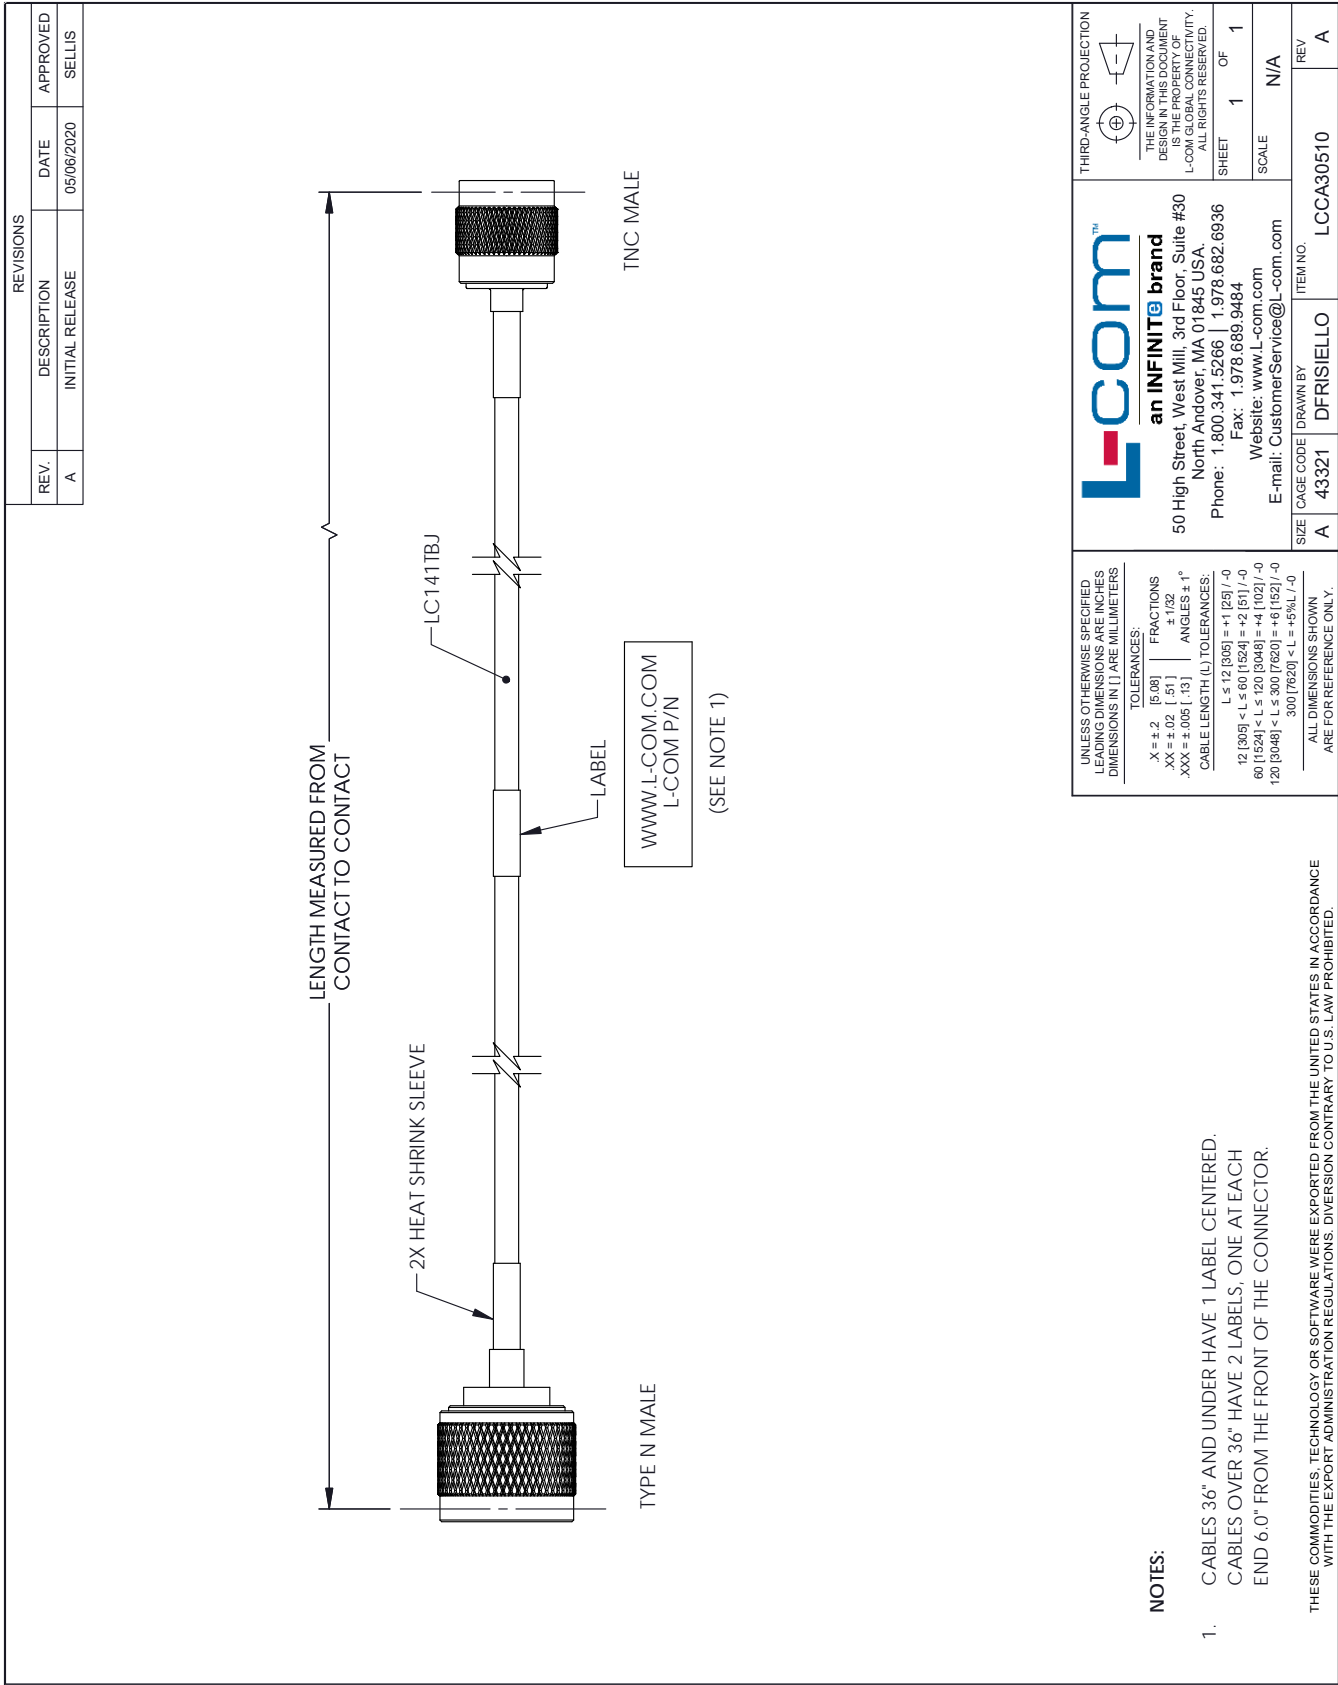 REVISIONS
REV. DESCRIPTION DATE APPROVED
A INITIAL RELEASE 05/06/2020 SELLIS
LENGTH MEASURED FROM
CONTACT TO CONTACT
2X HEAT SHRINK SLEEVE
LC141TBJ
LABEL
WWW.L-COM.COM
L-COM P/N
(SEE NOTE 1)
TYPE N MALE
TNC MALE
NOTES:
1. CABLES 36" AND UNDER HAVE 1 LABEL CENTERED.
CABLES OVER 36" HAVE 2 LABELS, ONE AT EACH
END 6.0" FROM THE FRONT OF THE CONNECTOR.
THESE COMMODITIES, TECHNOLOGY OR SOFTWARE WERE EXPORTED FROM THE UNITED STATES IN ACCORDANCE
WITH THE EXPORT ADMINISTRATION REGULATIONS. DIVERSION CONTRARY TO U.S. LAW PROHIBITED.
UNLESS OTHERWISE SPECIFIED
LEADING DIMENSIONS ARE INCHES
DIMENSIONS IN [ ] ARE MILLIMETERS
TOLERANCES:
.X = ±.2 [5.08] FRACTIONS
.XX = ±.02 [.51] ± 1/32
.XXX = ±.005 [.13] ANGLES ± 1°
CABLE LENGTH (L) TOLERANCES:
L ≤ 12 [305] = +1 [25] / -0
12 [305] < L ≤ 60 [1524] = +2 [51] / -0
60 [1524] < L ≤ 120 [3048] = +4 [102] / -0
120 [3048] < L ≤ 300 [7620] = +6 [152] / -0
300 [7620] < L = +5%L / -0
ALL DIMENSIONS SHOWN
ARE FOR REFERENCE ONLY.
L-com™
an INFINITe brand
50 High Street, West Mill, 3rd Floor, Suite #30
North Andover, MA 01845 USA.
Phone: 1.800.341.5266 | 1.978.682.6936
Fax: 1.978.689.9484
Website: www.L-com.com
E-mail: CustomerService@L-com.com
THIRD-ANGLE PROJECTION
THE INFORMATION AND
DESIGN IN THIS DOCUMENT
IS THE PROPERTY OF
L-COM GLOBAL CONNECTIVITY.
ALL RIGHTS RESERVED.
SHEET 1 OF 1
SCALE N/A
SIZE CAGE CODE DRAWN BY ITEM NO. REV
A 43321 DFRISIELLO LCCA30510 A